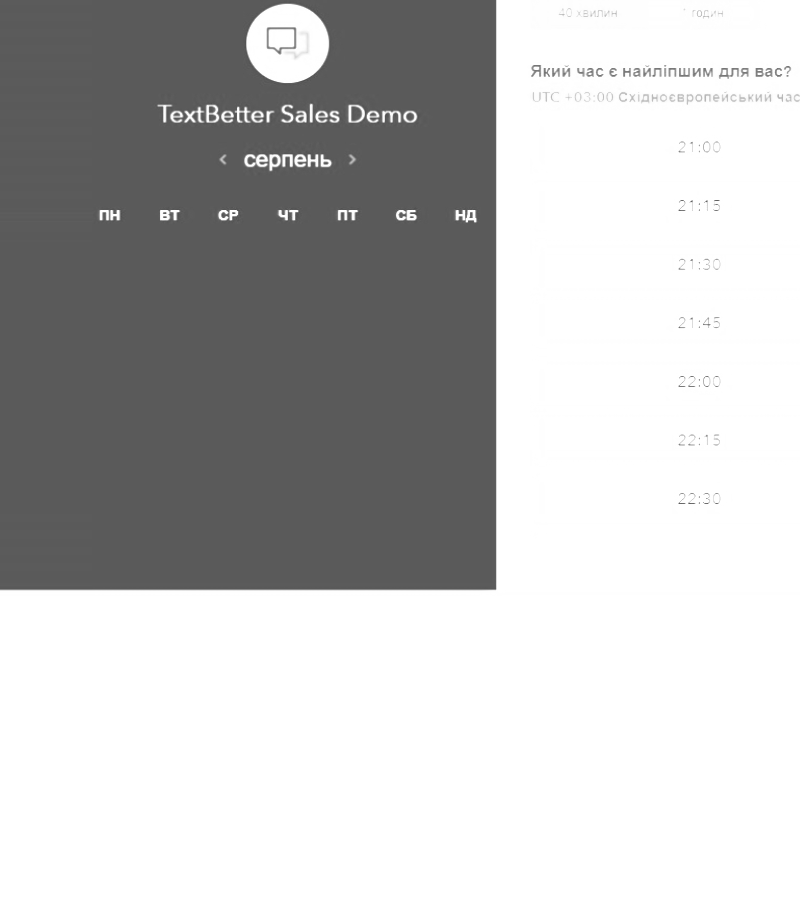 TextBetter Sales Demo
серпень
ПН ВТ СР ЧТ ПТ СБ НД
40 хвилин
1 годин
Який час є найліпшим для вас?
UTC +03:00 Східноєвропейський час
21:00
21:15
21:30
21:45
22:00
22:15
22:30